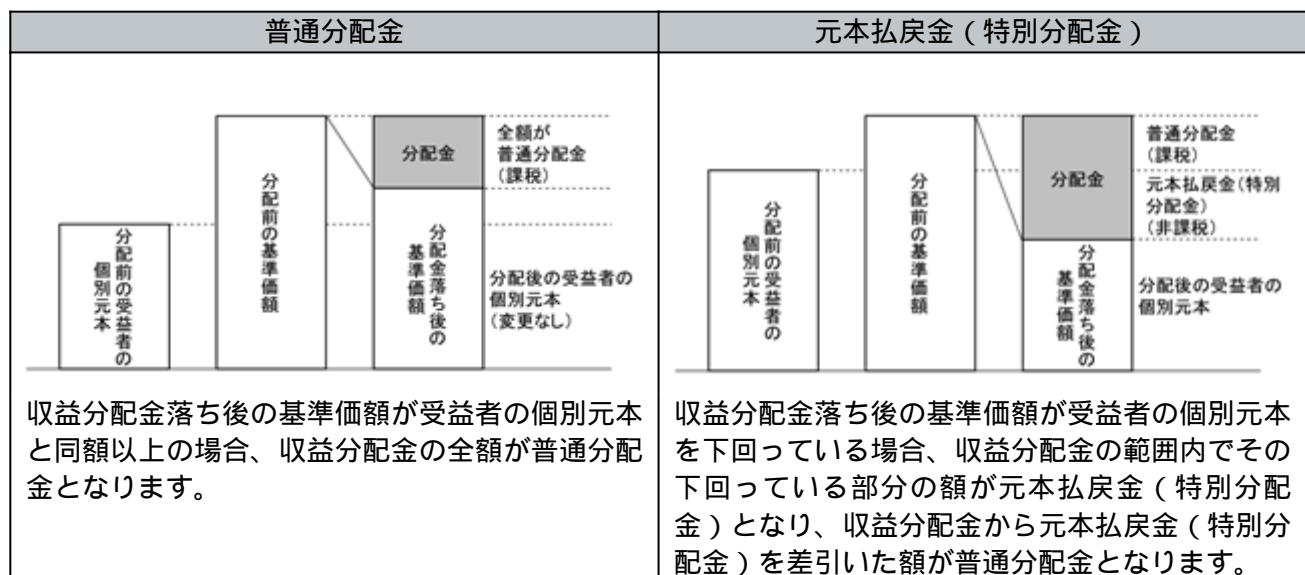 普通分配金
分配前の受益者の
個別元本
分配前の基準価額
分配金
分配金落ち後の
基準価額
全額が
普通分配金
(課税)
分配後の受益者の
個別元本
(変更なし)
収益分配金落ち後の基準価額が受益者の個別元本
と同額以上の場合、収益分配金の全額が普通分配
金となります。
元本払戻金(特別分配金)
分配前の受益者の
個別元本
分配前の基準価額
分配金
分配金落ち後の
基準価額
普通分配金
(課税)
元本払戻金(特別
分配金)
(非課税)
分配後の受益者の
個別元本
収益分配金落ち後の基準価額が受益者の個別元本
を下回っている場合、収益分配金の範囲内でその
下回っている部分の額が元本払戻金(特別分配
金)となり、収益分配金から元本払戻金(特別分
配金)を差引いた額が普通分配金となります。